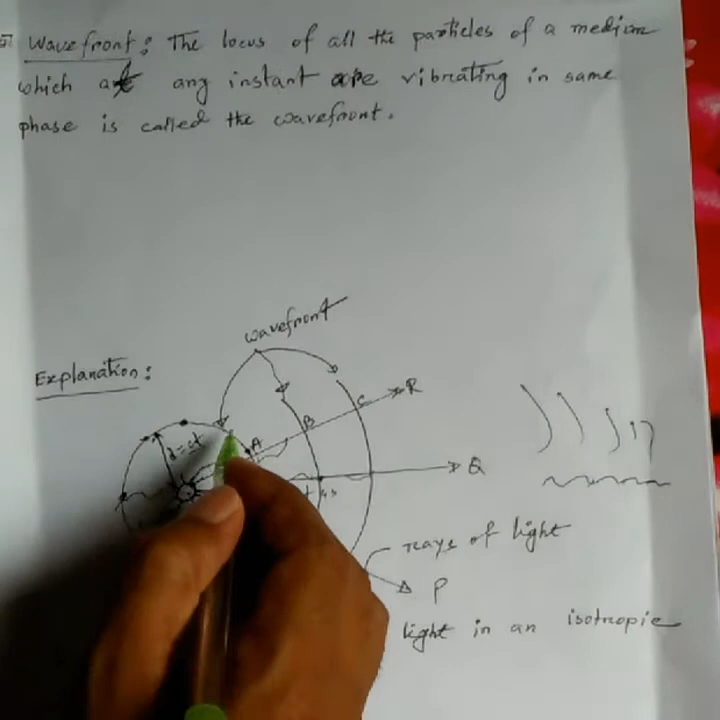 Wavefront: The locus of all the particles of a medium
which at any instant are vibrating in same
phase is called the wavefront.
wavefront
Explanation:
R
C
B
d=ct
A
Q
rays of light
P
light in an isotropic